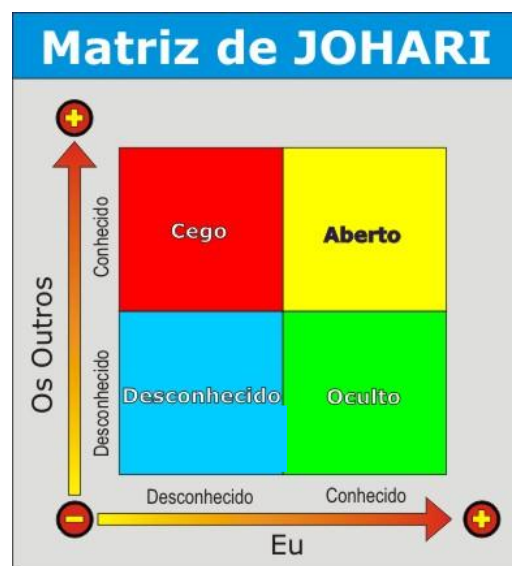 Matriz de JOHARI
Os Outros
Conhecido
Desconhecido
Cego
Aberto
Desconhecido
Oculto
Desconhecido
Conhecido
Eu